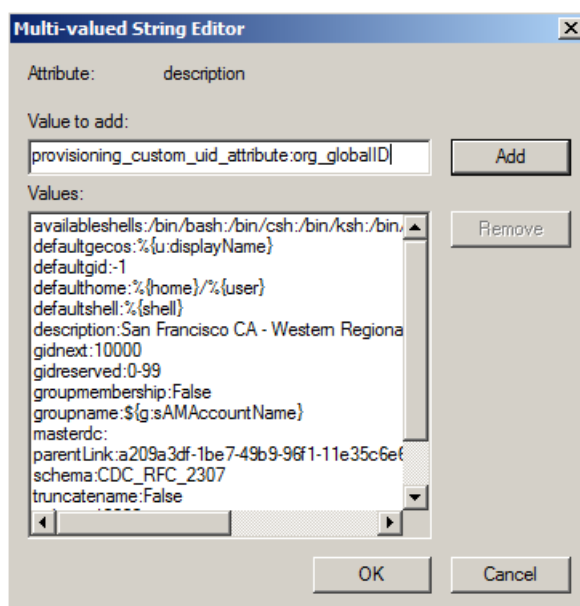 Multi-valued String Editor
Attribute: description
Value to add:
provisioning_custom_uid_attribute:org_globalID
Add
Values:
availableshells:/bin/bash:/bin/csh:/bin/ksh:/bin/
Remove
defaultgecos:%{u:displayName}
defaultgid:-1
defaulthome:%{home}/%{user}
defaultshell:%{shell}
description:San Francisco CA - Western Regiona
gidnext:10000
gidreserved:0-99
groupmembership:False
groupname:${g:sAMAccountName}
masterdc:
parentLink:a209a3df-1be7-49b9-96f1-11e35c6e6
schema:CDC_RFC_2307
truncatename:False
OK
Cancel